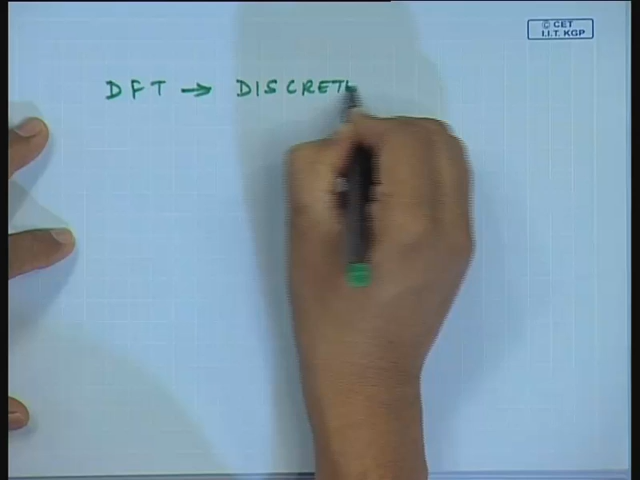 © CET
I.I.T. KGP
DFT → DISCRET